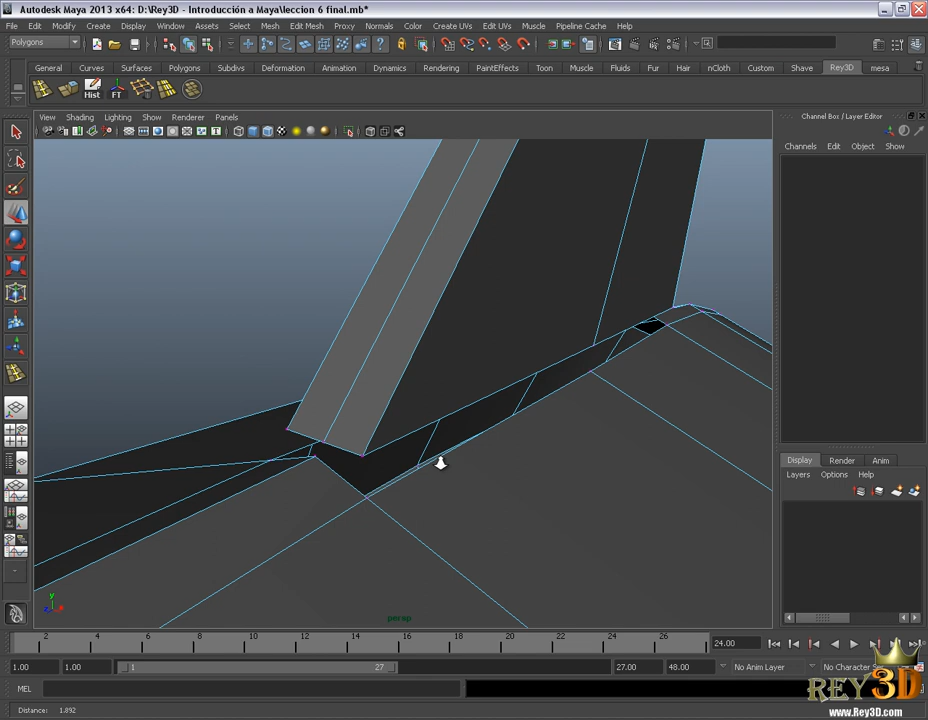 Autodesk Maya 2013 x64: D:\Rey3D - Introducción a Maya\leccion 6 final.mb*
File Edit Modify Create Display Window Assets Select Mesh Edit Mesh Proxy Normals Color Create UVs Edit UVs Muscle Pipeline Cache Help
Polygons
General Curves Surfaces Polygons Subdivs Deformation Animation Dynamics Rendering PaintEffects Toon Muscle Fluids Fur Hair nCloth Custom Shave Rey3D mesa
Hist FT
View Shading Lighting Show Renderer Panels
Channel Box / Layer Editor
Channels Edit Object Show
Display Render Anim
Layers Options Help
y
persp
2 4 6 8 10 12 14 16 18 20 22 24 26
24.00
1.00 1.00 1 27 27.00 48.00 No Anim Layer No Character
MEL
Distance: 1.892
REY3D
www.Rey3D.com